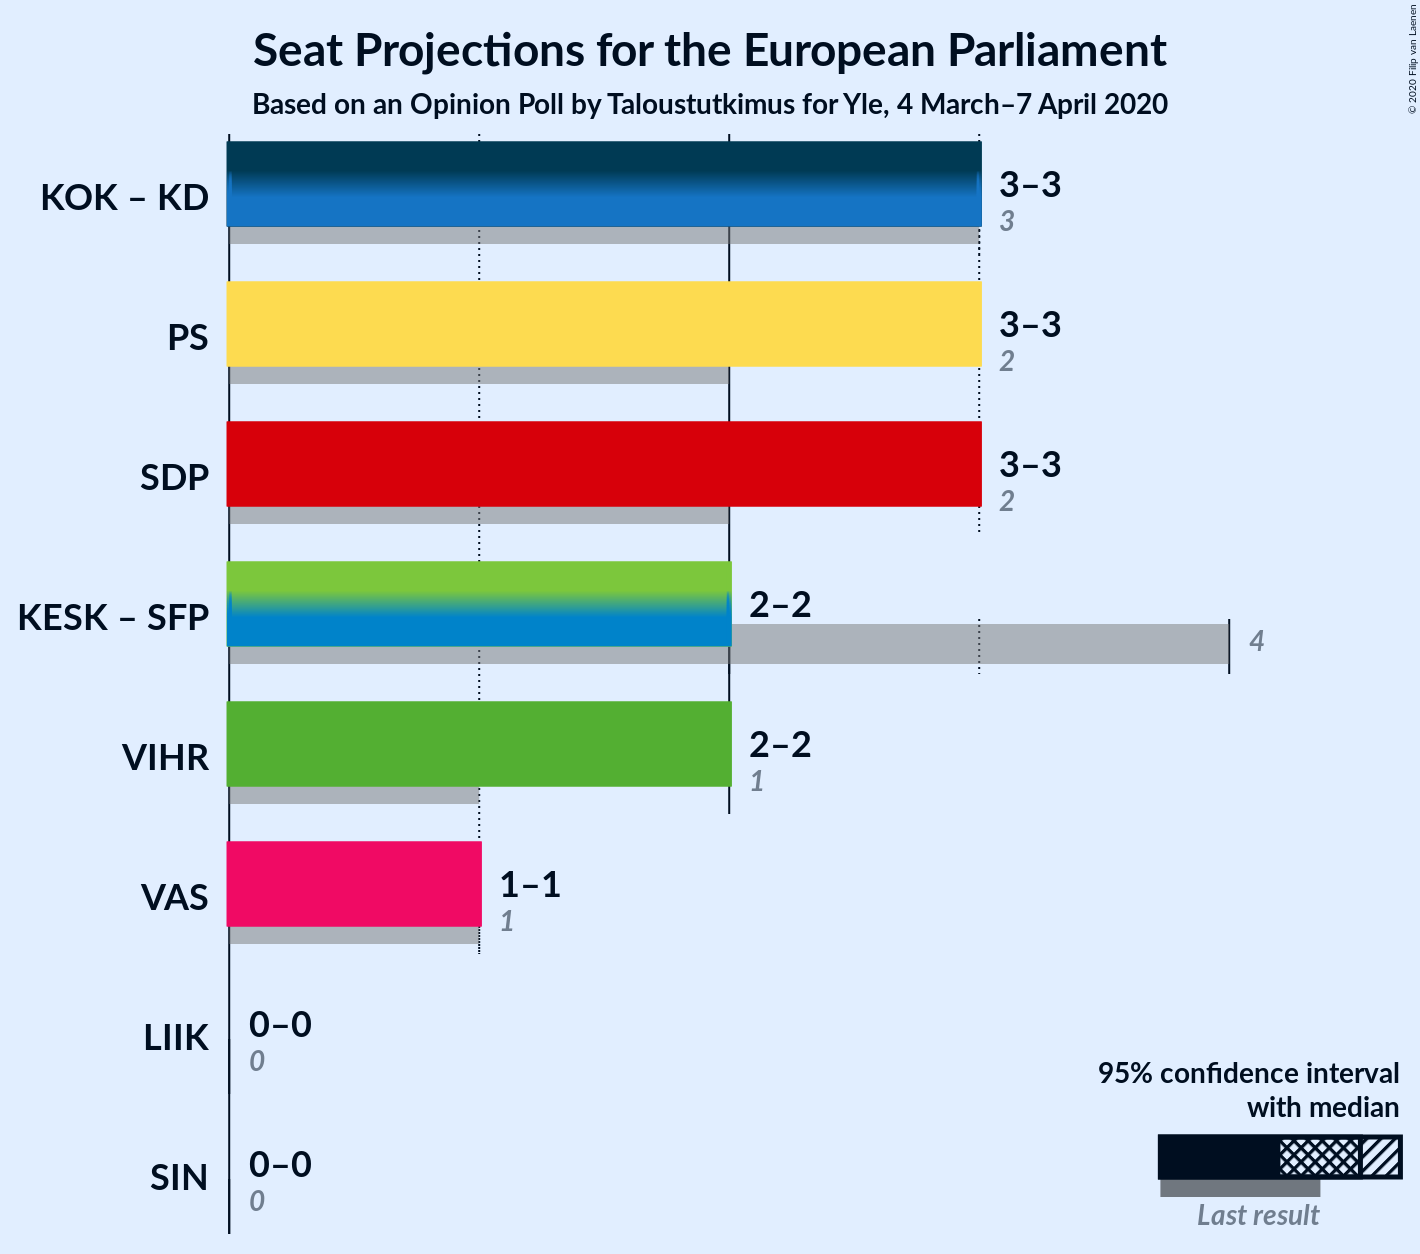 Seat Projections for the European Parliament
Based on an Opinion Poll by Taloustutkimus for Yle, 4 March–7 April 2020
© 2020 Filip van Laenen
KOK – KD
3–3
3
PS
3–3
2
SDP
3–3
2
KESK – SFP
2–2
4
VIHR
2–2
1
VAS
1–1
1
LIIK
0–0
0
SIN
0–0
0
95% confidence interval
with median
Last result